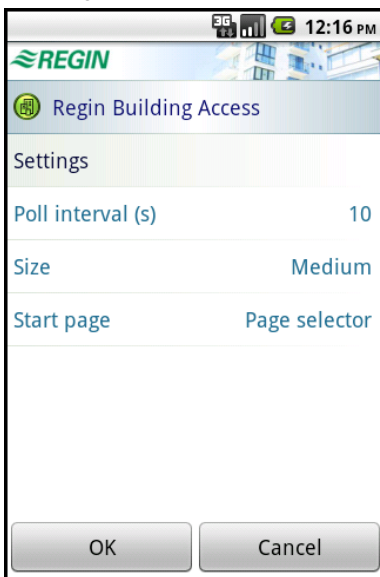 3G 12:16 PM
REGIN
Regin Building Access
Settings
Poll interval (s) 10
Size Medium
Start page Page selector
OK Cancel